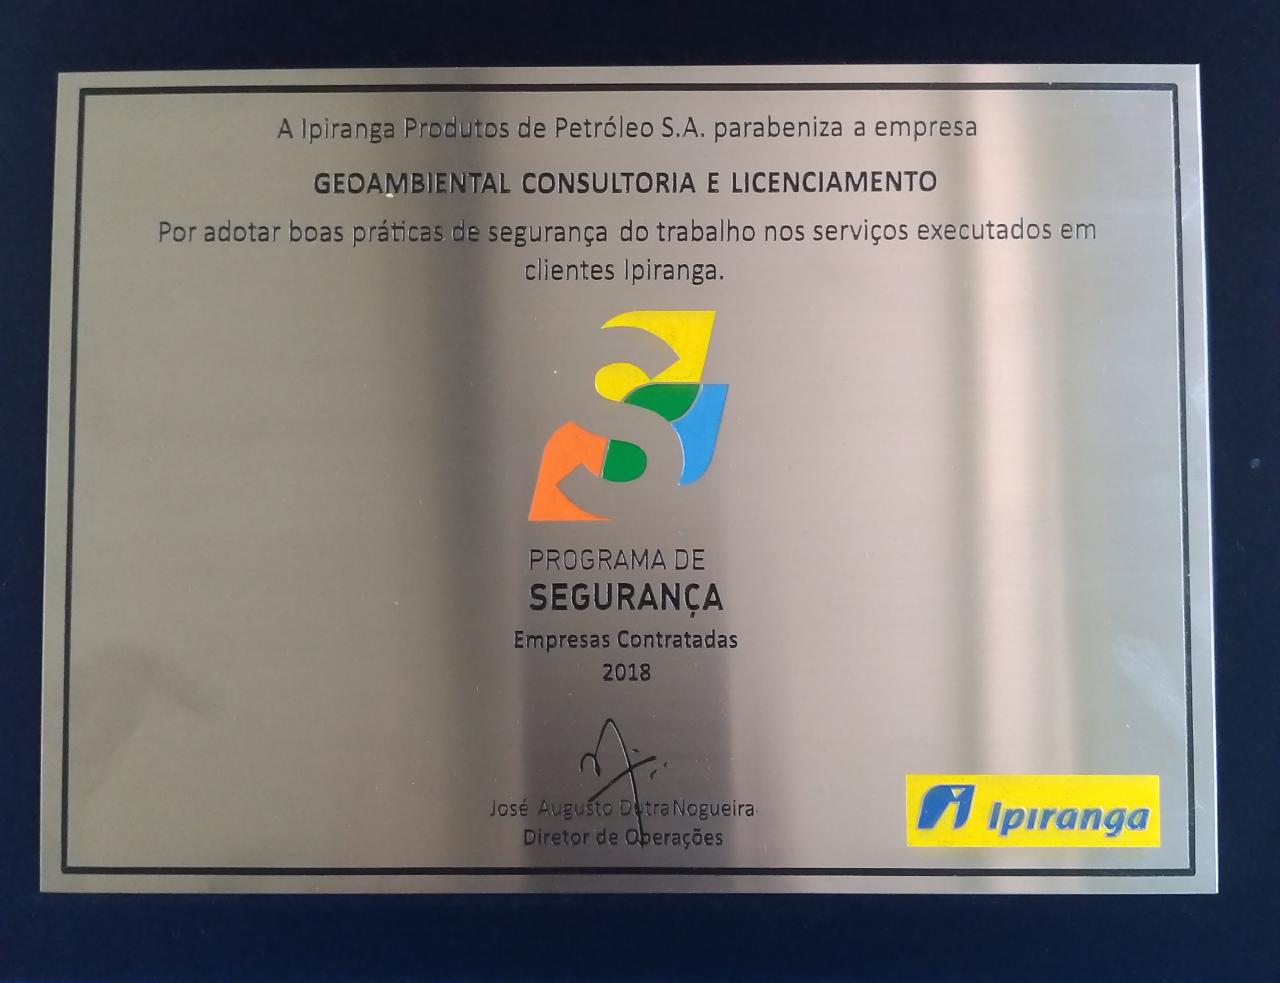 A Ipiranga Produtos de Petróleo S.A. parabeniza a empresa
GEOAMBIENTAL CONSULTORIA E LICENCIAMENTO
Por adotar boas práticas de segurança do trabalho nos serviços executados em
clientes Ipiranga.
PROGRAMA DE
SEGURANÇA
Empresas Contratadas
2018
José Augusto Dutra Nogueira
Diretor de Operações
Ipiranga